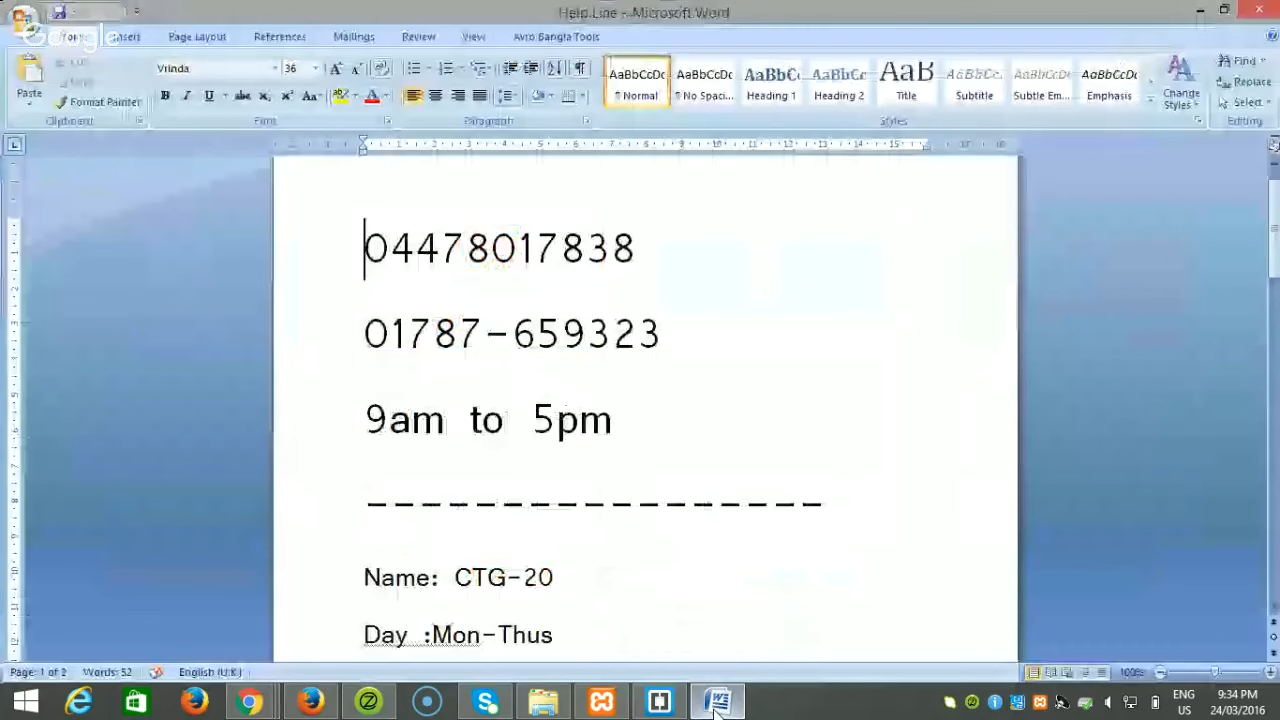 Help Line - Microsoft Word
Google
Insert Page Layout References Mailings Review View Avro Bangla Tools
Paste
Format Painter
Clipboard
Vrinda 36
Font
Paragraph
AaBbCcDc AaBbCcDc AaBbC AaBbCc AaB AaBbCc. AaBbCcDc AaBbCcDc
¶ Normal ¶ No Spaci... Heading 1 Heading 2 Title Subtitle Subtle Em... Emphasis
Change Styles
Styles
Find
Replace
Select
Editing
04478017838
01787-659323
9am to 5pm
-----------------
Name: CTG-20
Day :Mon-Thus
Page: 1 of 2 Words: 52 English (U.K.) 100%
ENG US
9:34 PM
24/03/2016